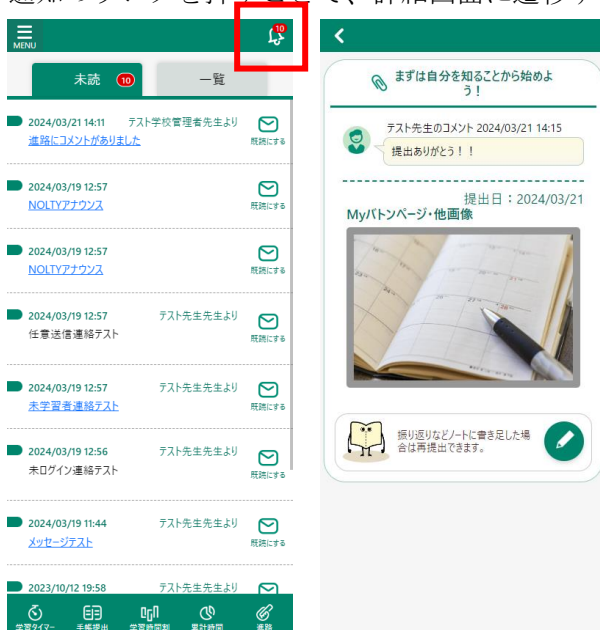 MENU
10
未読 10
一覧
2024/03/21 14:11 テスト学校管理者先生より
進路にコメントがありました
既読にする
2024/03/19 12:57
NOLTYアナウンス
既読にする
2024/03/19 12:57
NOLTYアナウンス
既読にする
2024/03/19 12:57 テスト先生先生より
任意送信連絡テスト
既読にする
2024/03/19 12:57 テスト先生先生より
未学習者連絡テスト
既読にする
2024/03/19 12:56 テスト先生先生より
未ログイン連絡テスト
既読にする
2024/03/19 11:44 テスト先生先生より
メッセージテスト
既読にする
2023/10/12 19:58 テスト先生先生より
学習タイマー 手帳提出 学習時間割 累計時間 進路
まずは自分を知ることから始めよ
う！
テスト先生のコメント 2024/03/21 14:15
提出ありがとう！！
提出日：2024/03/21
Myバトンページ・他画像
振り返りなどノートに書き足した場
合は再提出できます。